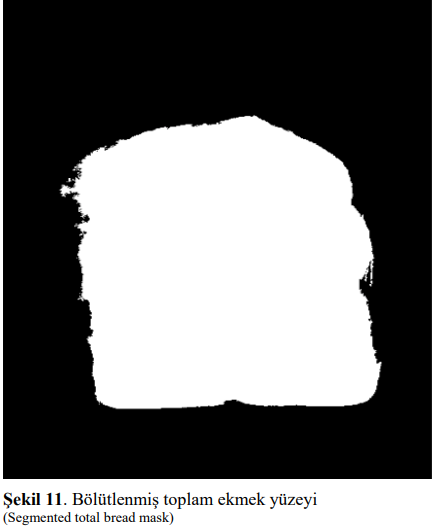 Şekil 11. Bölütlenmiş toplam ekmek yüzeyi
(Segmented total bread mask)